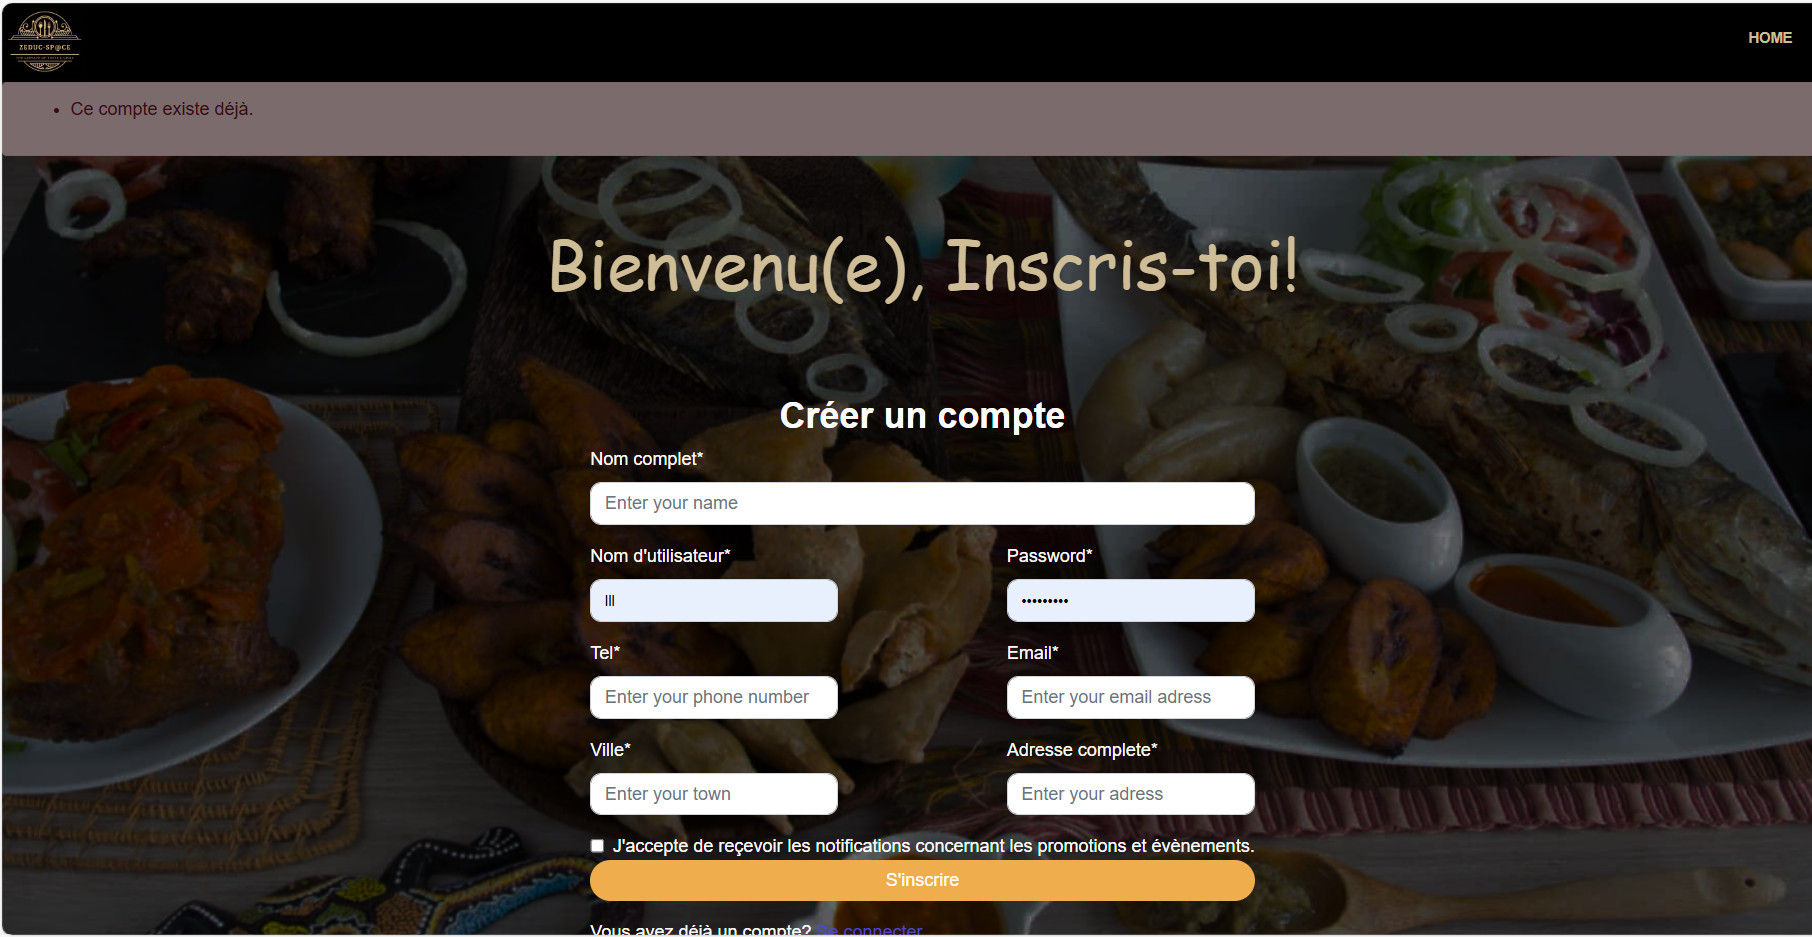 ZEDUC-SP@CE
HOME
Ce compte existe déjà.
Bienvenu(e), Inscris-toi!
Créer un compte
Nom complet*
Enter your name
Nom d'utilisateur* Password*
lll •••••••••
Tel* Email*
Enter your phone number Enter your email adress
Ville* Adresse complete*
Enter your town Enter your adress
J'accepte de reçevoir les notifications concernant les promotions et évènements.
S'inscrire
Vous avez déjà un compte? Se connecter